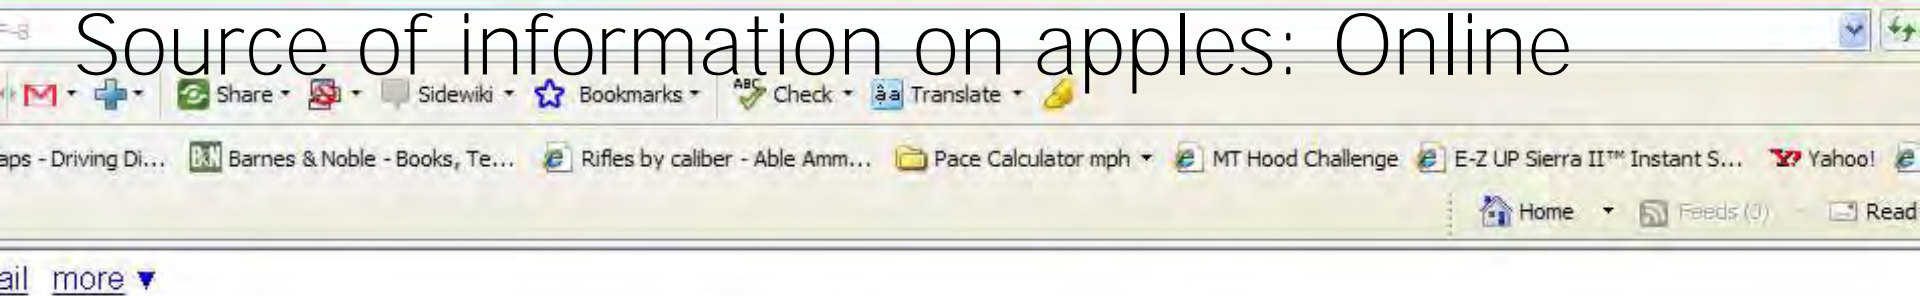 Source of information on apples: Online
Share Sidewiki Bookmarks Check Translate
aps - Driving Di... Barnes & Noble - Books, Te... Rifles by caliber - Able Amm... Pace Calculator mph MT Hood Challenge E-Z UP Sierra II™ Instant S... Yahoo!
Home Feeds (J) Read
ail more ▼